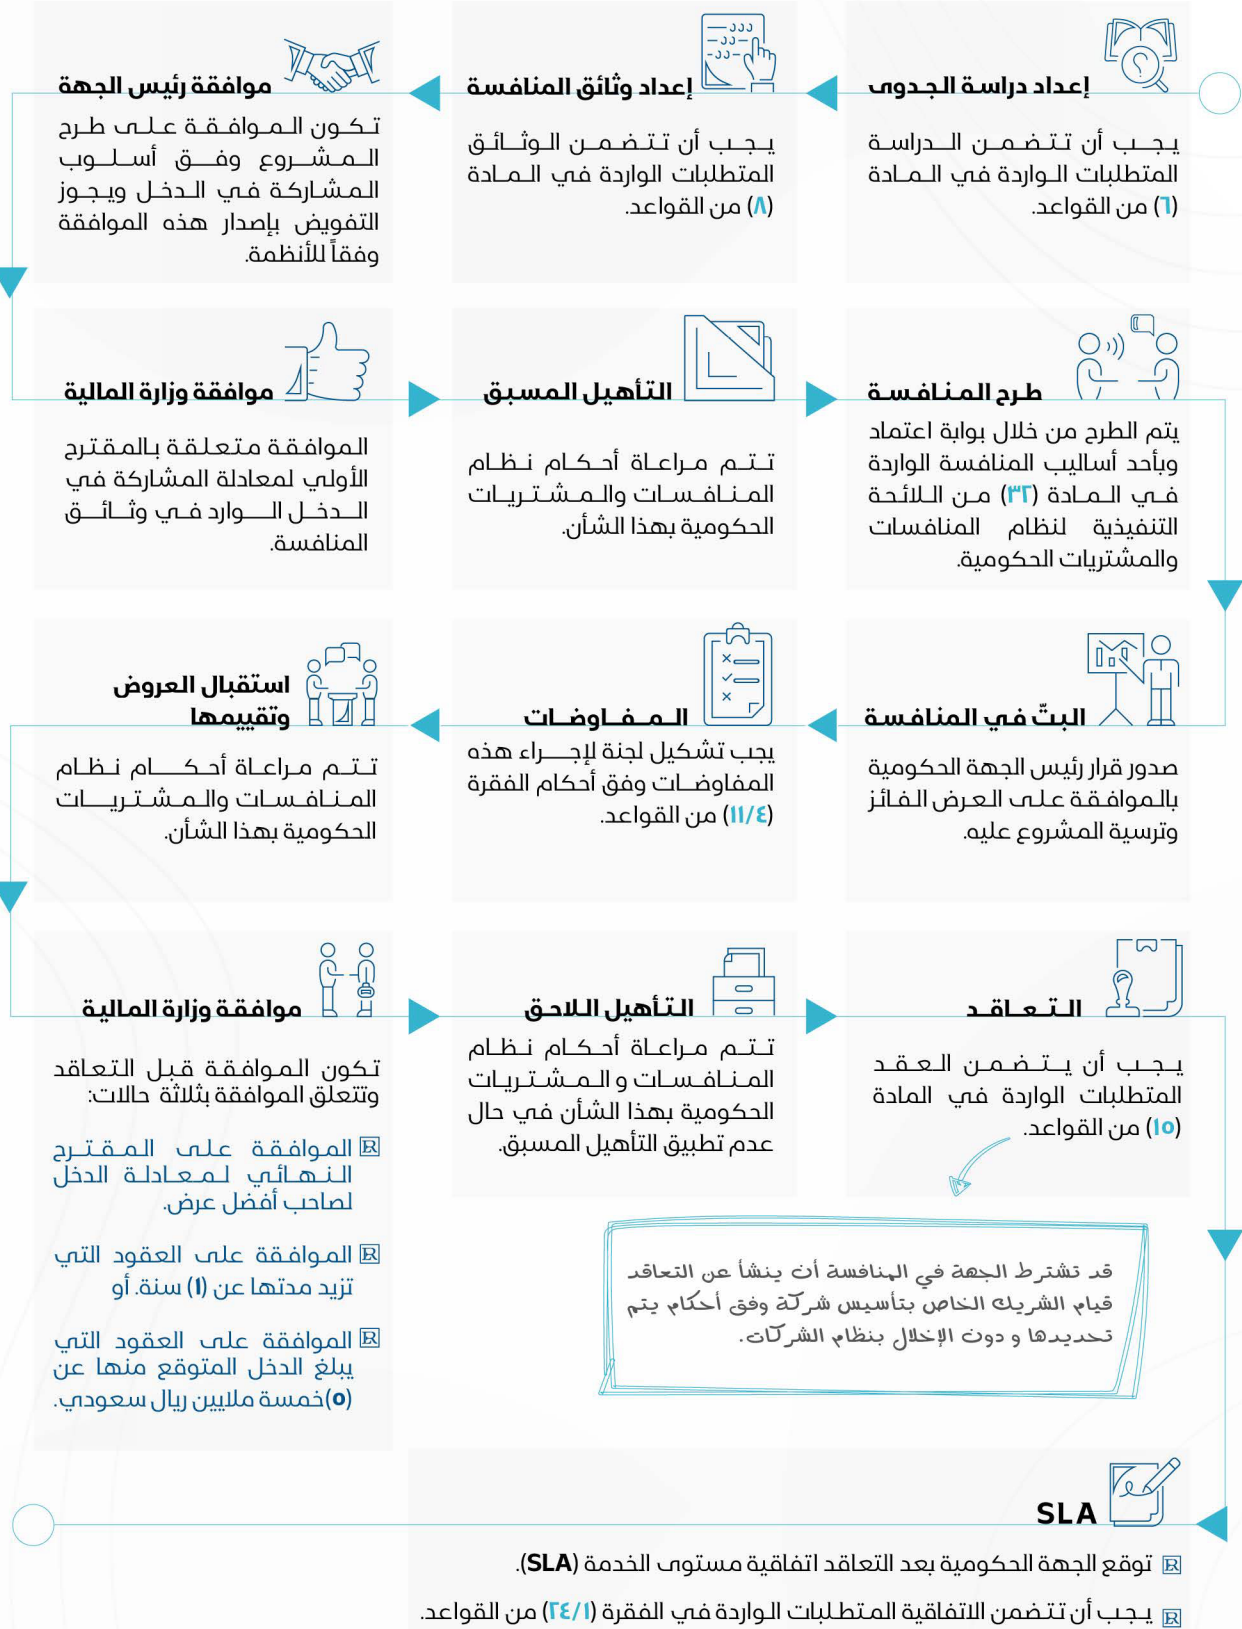 إعداد دراسة الجدوى
يجب أن تتضمن الدراسة
المتطلبات الواردة في المادة
(٦) من القواعد.
إعداد وثائق المنافسة
يجب أن تتضمن الوثائق
المتطلبات الواردة في المادة
(٨) من القواعد.
موافقة رئيس الجهة
تكون الموافقة على طرح
المشروع وفق أسلوب
المشاركة في الدخل ويجوز
التفويض بإصدار هذه الموافقة
وفقاً للأنظمة.
موافقة وزارة المالية
الموافقة متعلقة بالمقترح
الأولي لمعادلة المشاركة في
الدخل الوارد في وثائق
المنافسة.
التأهيل المسبق
تتم مراعاة أحكام نظام
المنافسات والمشتريات
الحكومية بهذا الشأن.
طرح المنافسة
يتم الطرح من خلال بوابة اعتماد
وبأحد أساليب المنافسة الواردة
في المادة (٣٢) من اللائحة
التنفيذية لنظام المنافسات
والمشتريات الحكومية.
البتّ في المنافسة
صدور قرار رئيس الجهة الحكومية
بالموافقة على العرض الفائز
وترسية المشروع عليه.
المفاوضات
يجب تشكيل لجنة لإجراء هذه
المفاوضات وفق أحكام الفقرة
(١١/٤) من القواعد.
استقبال العروض
وتقييمها
تتم مراعاة أحكام نظام
المنافسات والمشتريات
الحكومية بهذا الشأن.
موافقة وزارة المالية
تكون الموافقة قبل التعاقد
وتتعلق الموافقة بثلاثة حالات:
الموافقة على المقترح
النهائي لمعادلة الدخل
لصاحب أفضل عرض.
الموافقة على العقود التي
تزيد مدتها عن (١) سنة. أو
الموافقة على العقود التي
يبلغ الدخل المتوقع منها عن
(٥)خمسة ملايين ريال سعودي.
التأهيل اللاحق
تتم مراعاة أحكام نظام
المنافسات و المشتريات
الحكومية بهذا الشأن في حال
عدم تطبيق التأهيل المسبق.
التعاقد
يجب أن يتضمن العقد
المتطلبات الواردة في المادة
(١٥) من القواعد.
قد تشترط الجهة في المنافسة أن ينشأ عن التعاقد
قيام الشريك الخاص بتأسيس شركة وفق أحكام يتم
تحديدها و دون الإخلال بنظام الشركات.
SLA
توقع الجهة الحكومية بعد التعاقد اتفاقية مستوى الخدمة (SLA).
يجب أن تتضمن الاتفاقية المتطلبات الواردة في الفقرة (٢٤/١) من القواعد.